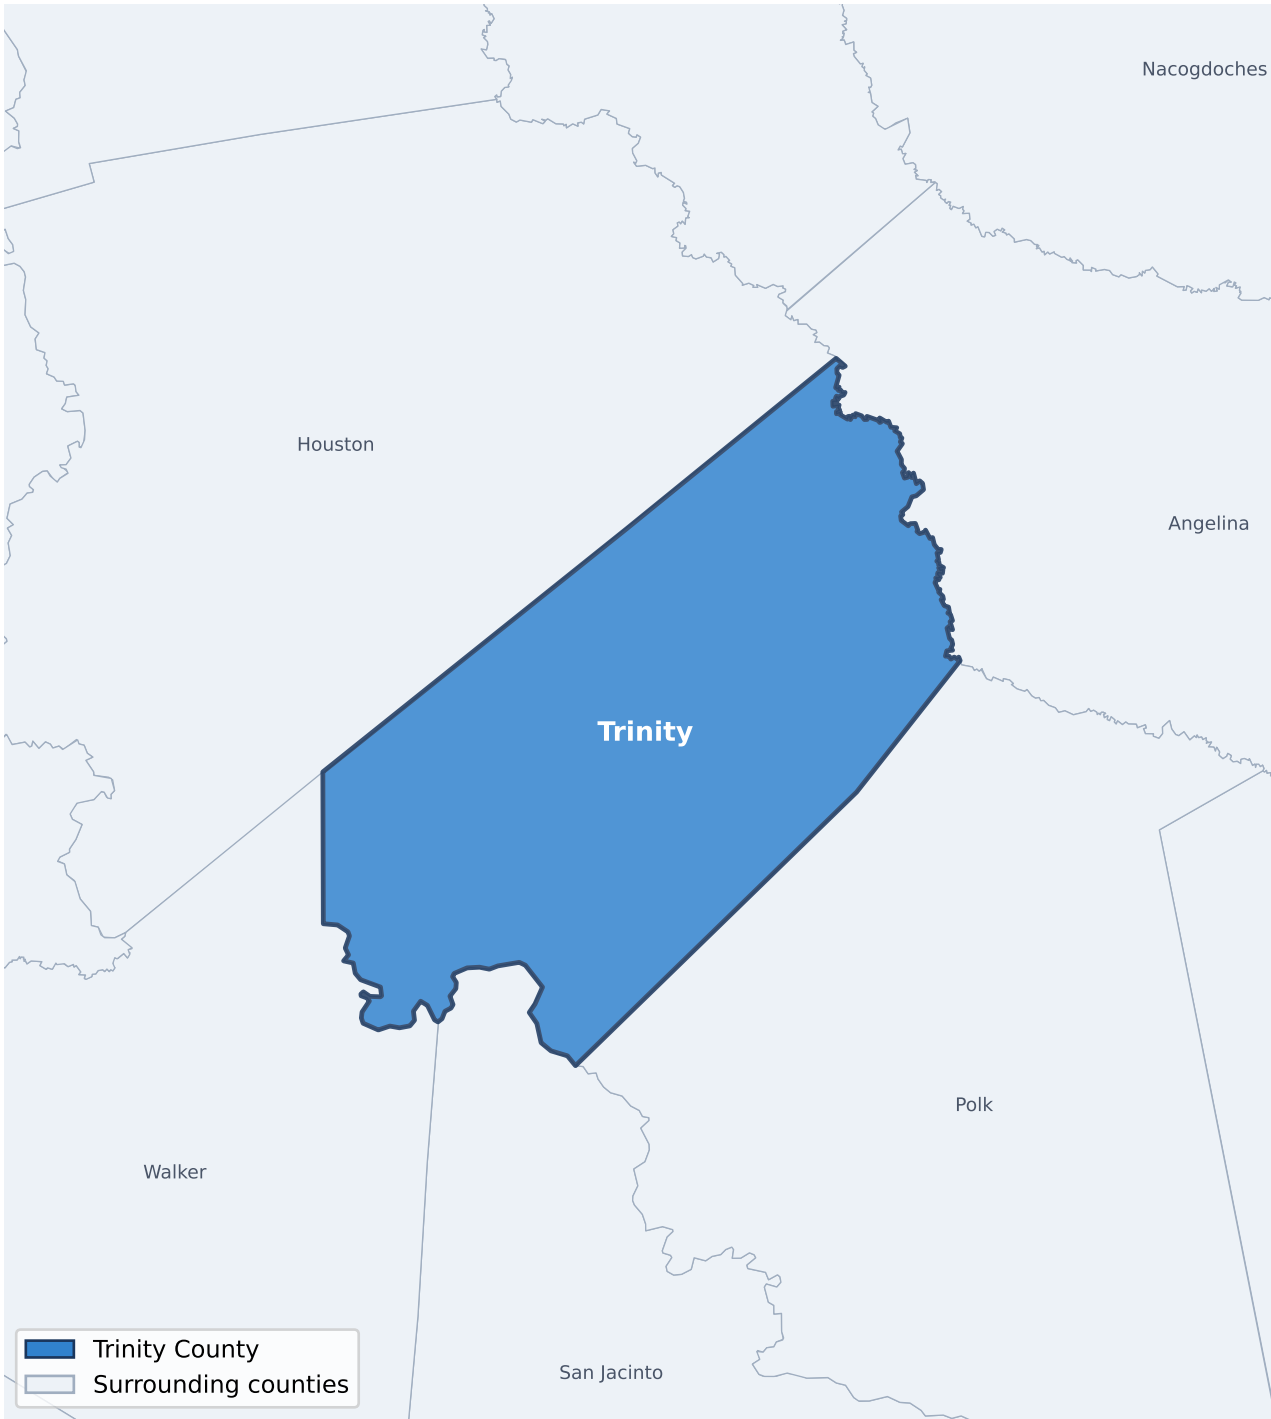 Nacogdoches
Houston
Angelina
Trinity
Polk
Walker
San Jacinto
Trinity County
Surrounding counties